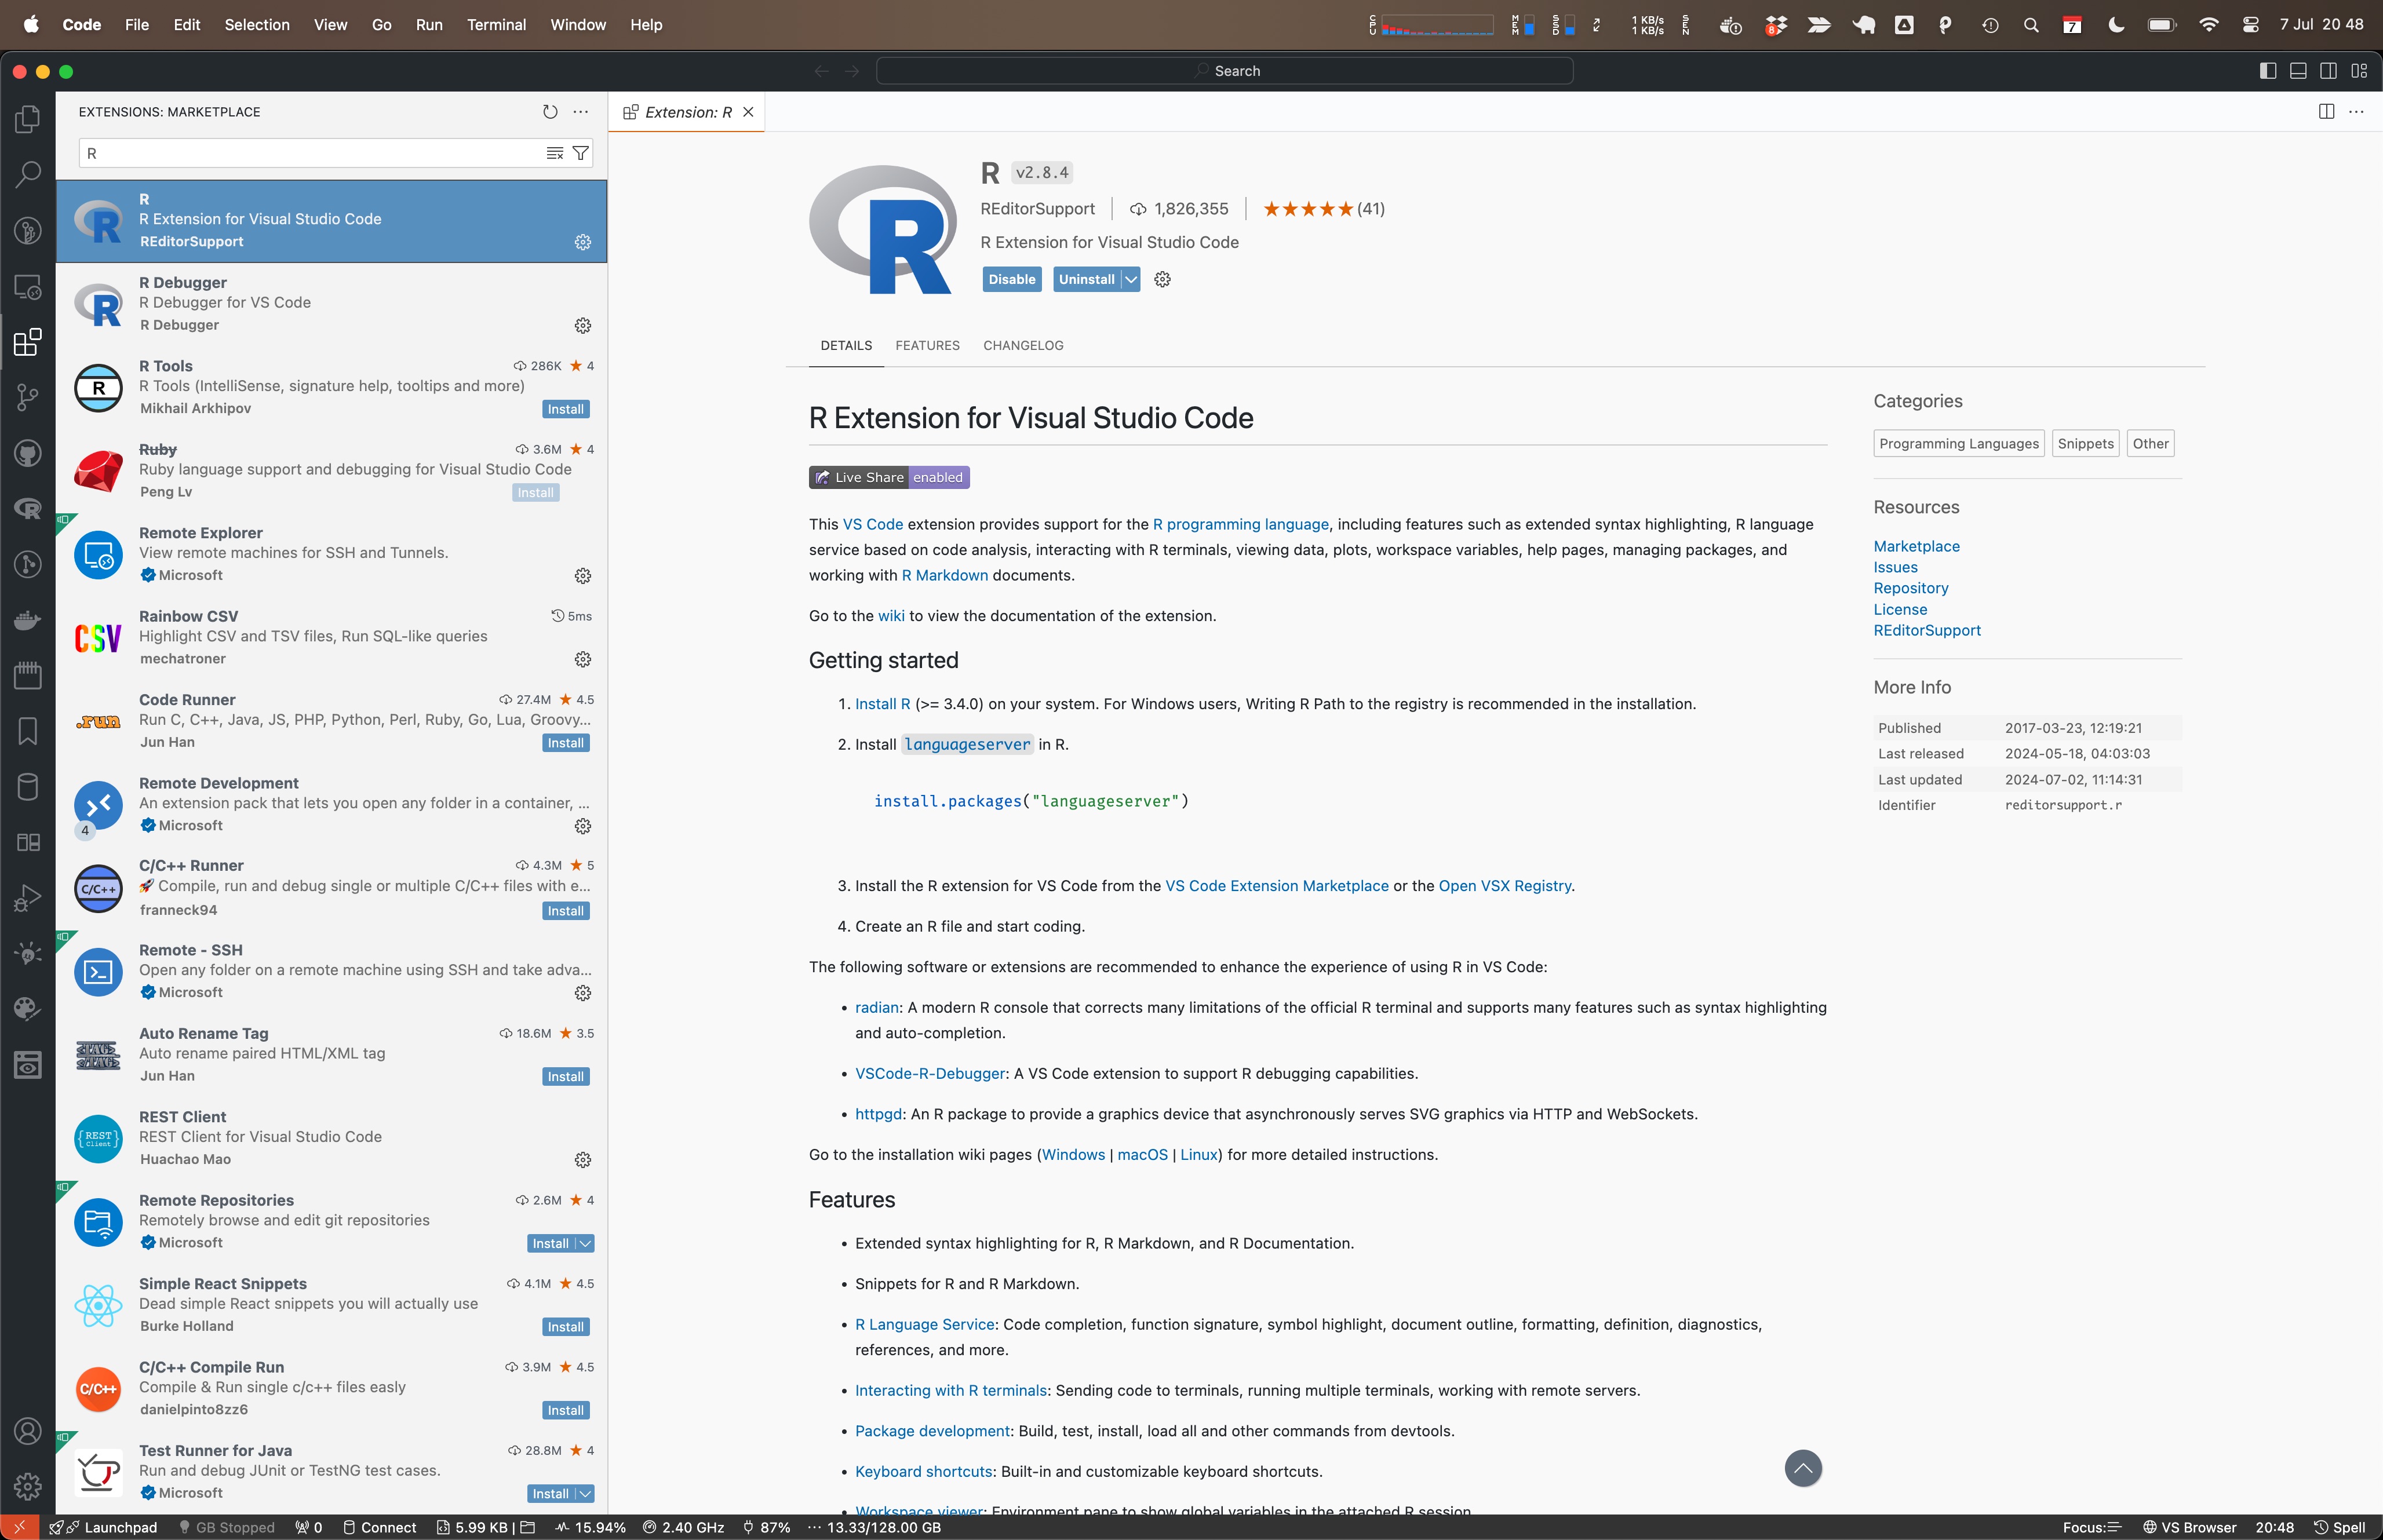 Code File Edit Selection View Go Run Terminal Window Help
CPU MEM SSD 1 KB/s 1 KB/s SEN 8 7 7 Jul 20 48
Search
EXTENSIONS: MARKETPLACE
R
R
R Extension for Visual Studio Code
REditorSupport
R Debugger
R Debugger for VS Code
R Debugger
R Tools 286K 4
R Tools (IntelliSense, signature help, tooltips and more)
Mikhail Arkhipov Install
Ruby 3.6M 4
Ruby language support and debugging for Visual Studio Code
Peng Lv Install
Remote Explorer
View remote machines for SSH and Tunnels.
Microsoft
CSV
Rainbow CSV 5ms
Highlight CSV and TSV files, Run SQL-like queries
mechatroner
.run
Code Runner 27.4M 4.5
Run C, C++, Java, JS, PHP, Python, Perl, Ruby, Go, Lua, Groovy...
Jun Han Install
Remote Development
An extension pack that lets you open any folder in a container, ...
4
Microsoft
C/C++
C/C++ Runner 4.3M 5
🚀 Compile, run and debug single or multiple C/C++ files with e...
franneck94 Install
Remote - SSH
Open any folder on a remote machine using SSH and take adva...
Microsoft
Auto Rename Tag 18.6M 3.5
Auto rename paired HTML/XML tag
Jun Han Install
{REST}
Client
REST Client
REST Client for Visual Studio Code
Huachao Mao
Remote Repositories 2.6M 4
Remotely browse and edit git repositories
Microsoft Install
Simple React Snippets 4.1M 4.5
Dead simple React snippets you will actually use
Burke Holland Install
C/C++
C/C++ Compile Run 3.9M 4.5
Compile & Run single c/c++ files easly
danielpinto8zz6 Install
Test Runner for Java 28.8M 4
Run and debug JUnit or TestNG test cases.
Microsoft Install
Extension: R
R v2.8.4
REditorSupport 1,826,355 (41)
R Extension for Visual Studio Code
Disable Uninstall
DETAILS FEATURES CHANGELOG
R Extension for Visual Studio Code
Live Share enabled
This VS Code extension provides support for the R programming language, including features such as extended syntax highlighting, R language
service based on code analysis, interacting with R terminals, viewing data, plots, workspace variables, help pages, managing packages, and
working with R Markdown documents.
Go to the wiki to view the documentation of the extension.
Getting started
1. Install R (>= 3.4.0) on your system. For Windows users, Writing R Path to the registry is recommended in the installation.
2. Install languageserver in R.
install.packages("languageserver")
3. Install the R extension for VS Code from the VS Code Extension Marketplace or the Open VSX Registry.
4. Create an R file and start coding.
The following software or extensions are recommended to enhance the experience of using R in VS Code:
• radian: A modern R console that corrects many limitations of the official R terminal and supports many features such as syntax highlighting
and auto-completion.
• VSCode-R-Debugger: A VS Code extension to support R debugging capabilities.
• httpgd: An R package to provide a graphics device that asynchronously serves SVG graphics via HTTP and WebSockets.
Go to the installation wiki pages (Windows | macOS | Linux) for more detailed instructions.
Features
• Extended syntax highlighting for R, R Markdown, and R Documentation.
• Snippets for R and R Markdown.
• R Language Service: Code completion, function signature, symbol highlight, document outline, formatting, definition, diagnostics,
references, and more.
• Interacting with R terminals: Sending code to terminals, running multiple terminals, working with remote servers.
• Package development: Build, test, install, load all and other commands from devtools.
• Keyboard shortcuts: Built-in and customizable keyboard shortcuts.
• Workspace viewer: Environment pane to show global variables in the attached R session.
Categories
Programming Languages Snippets Other
Resources
Marketplace
Issues
Repository
License
REditorSupport
More Info
Published 2017-03-23, 12:19:21
Last released 2024-05-18, 04:03:03
Last updated 2024-07-02, 11:14:31
Identifier reditorsupport.r
Launchpad GB Stopped 0 Connect 5.99 KB | 15.94% 2.40 GHz 87% ··· 13.33/128.00 GB Focus: VS Browser 20:48 Spell